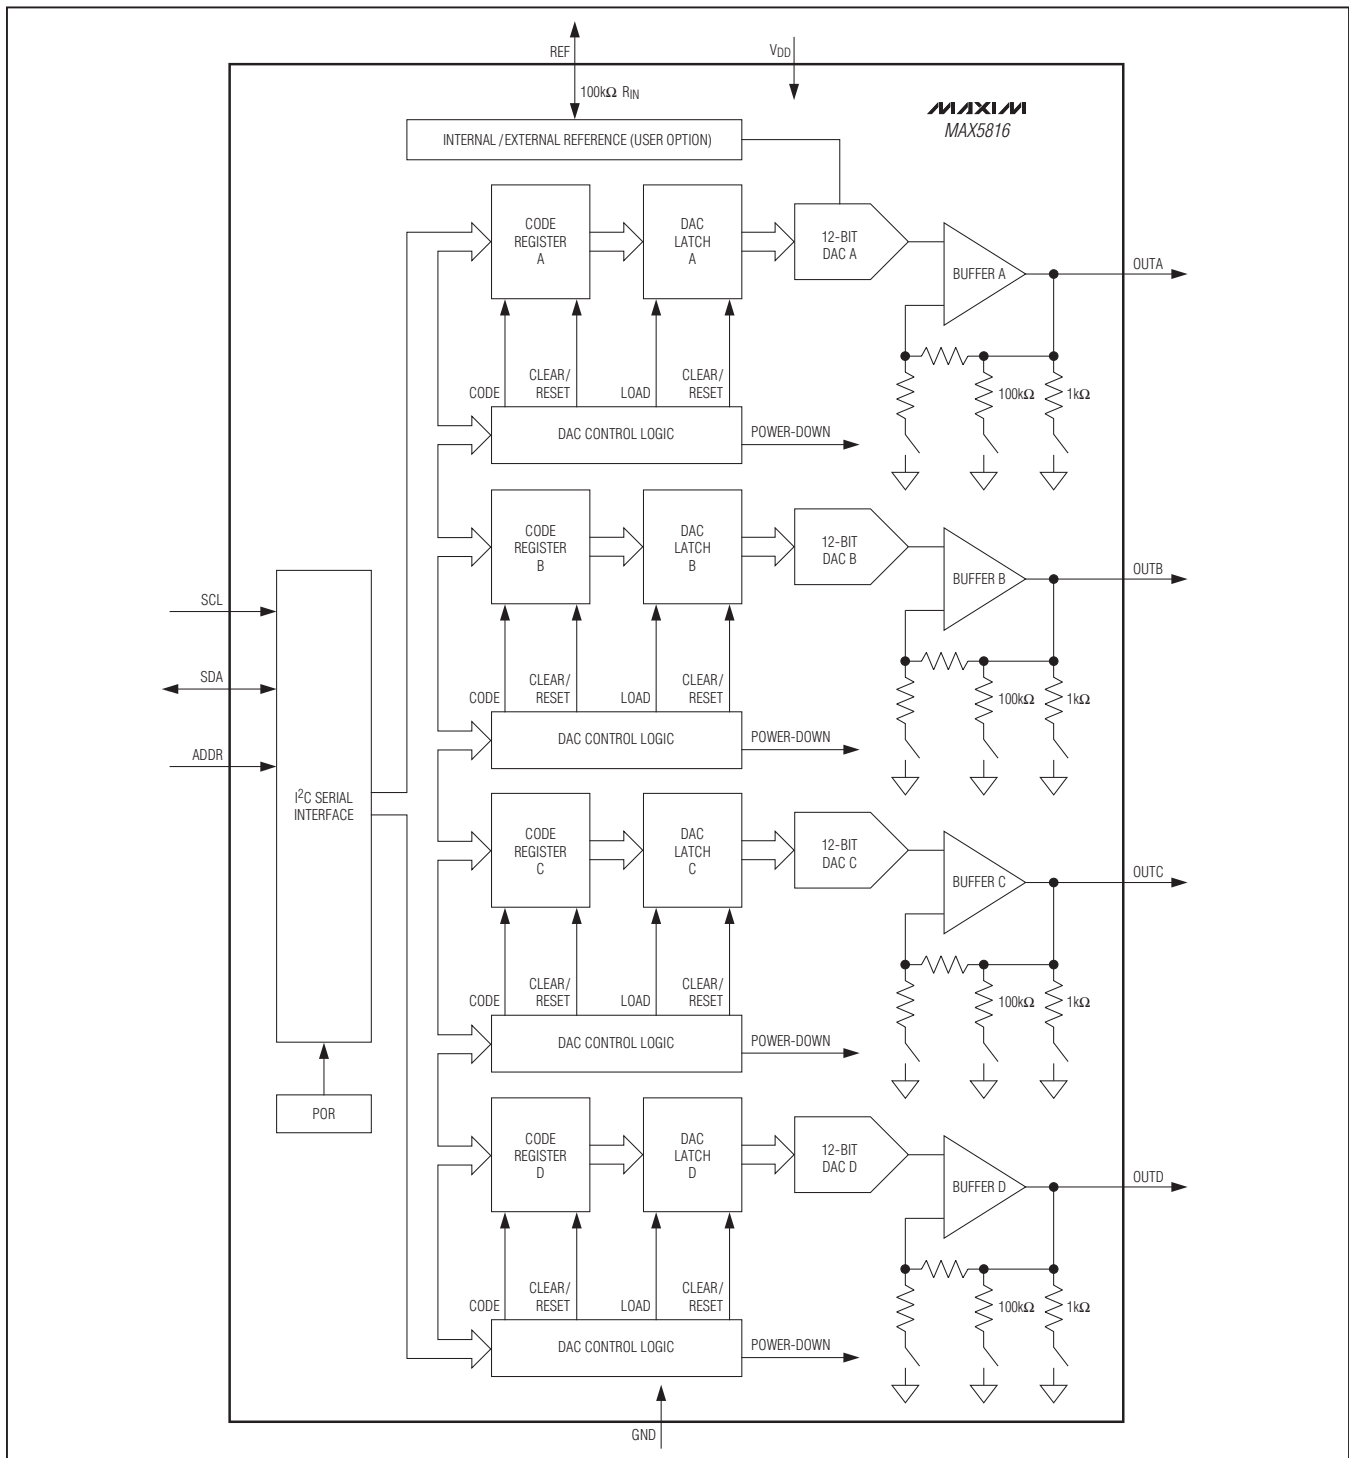 REF
VDD
100kΩ RIN
MAXIM
MAX5816
INTERNAL / EXTERNAL REFERENCE (USER OPTION)
CODE
REGISTER
A
DAC
LATCH
A
12-BIT
DAC A
BUFFER A
OUTA
CODE
CLEAR/
RESET
LOAD
CLEAR/
RESET
100kΩ
1kΩ
DAC CONTROL LOGIC
POWER-DOWN
CODE
REGISTER
B
DAC
LATCH
B
12-BIT
DAC B
BUFFER B
OUTB
CODE
CLEAR/
RESET
LOAD
CLEAR/
RESET
100kΩ
1kΩ
DAC CONTROL LOGIC
POWER-DOWN
SCL
SDA
ADDR
I2C SERIAL
INTERFACE
POR
CODE
REGISTER
C
DAC
LATCH
C
12-BIT
DAC C
BUFFER C
OUTC
CODE
CLEAR/
RESET
LOAD
CLEAR/
RESET
100kΩ
1kΩ
DAC CONTROL LOGIC
POWER-DOWN
CODE
REGISTER
D
DAC
LATCH
D
12-BIT
DAC D
BUFFER D
OUTD
CODE
CLEAR/
RESET
LOAD
CLEAR/
RESET
100kΩ
1kΩ
DAC CONTROL LOGIC
POWER-DOWN
GND